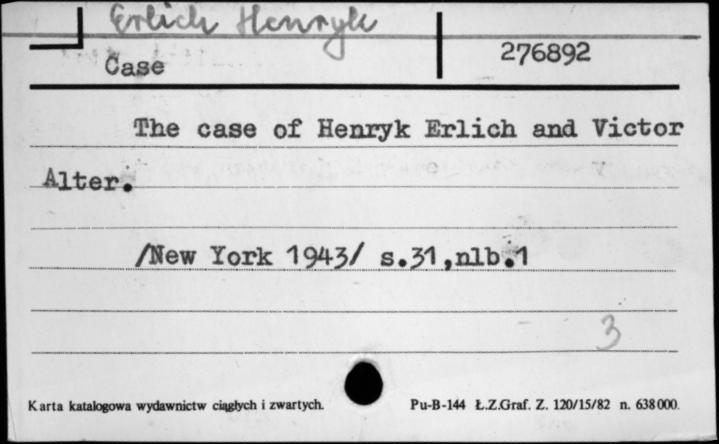 Erlich Henryk
Case 276892
The case of Henryk Erlich and Victor
Alter.
/New York 1943/ s.31,nlb.1
3
Karta katalogowa wydawnictw ciągłych i zwartych. Pu-B-144 Ł.Z.Graf. Z. 120/15/82 n. 638000.